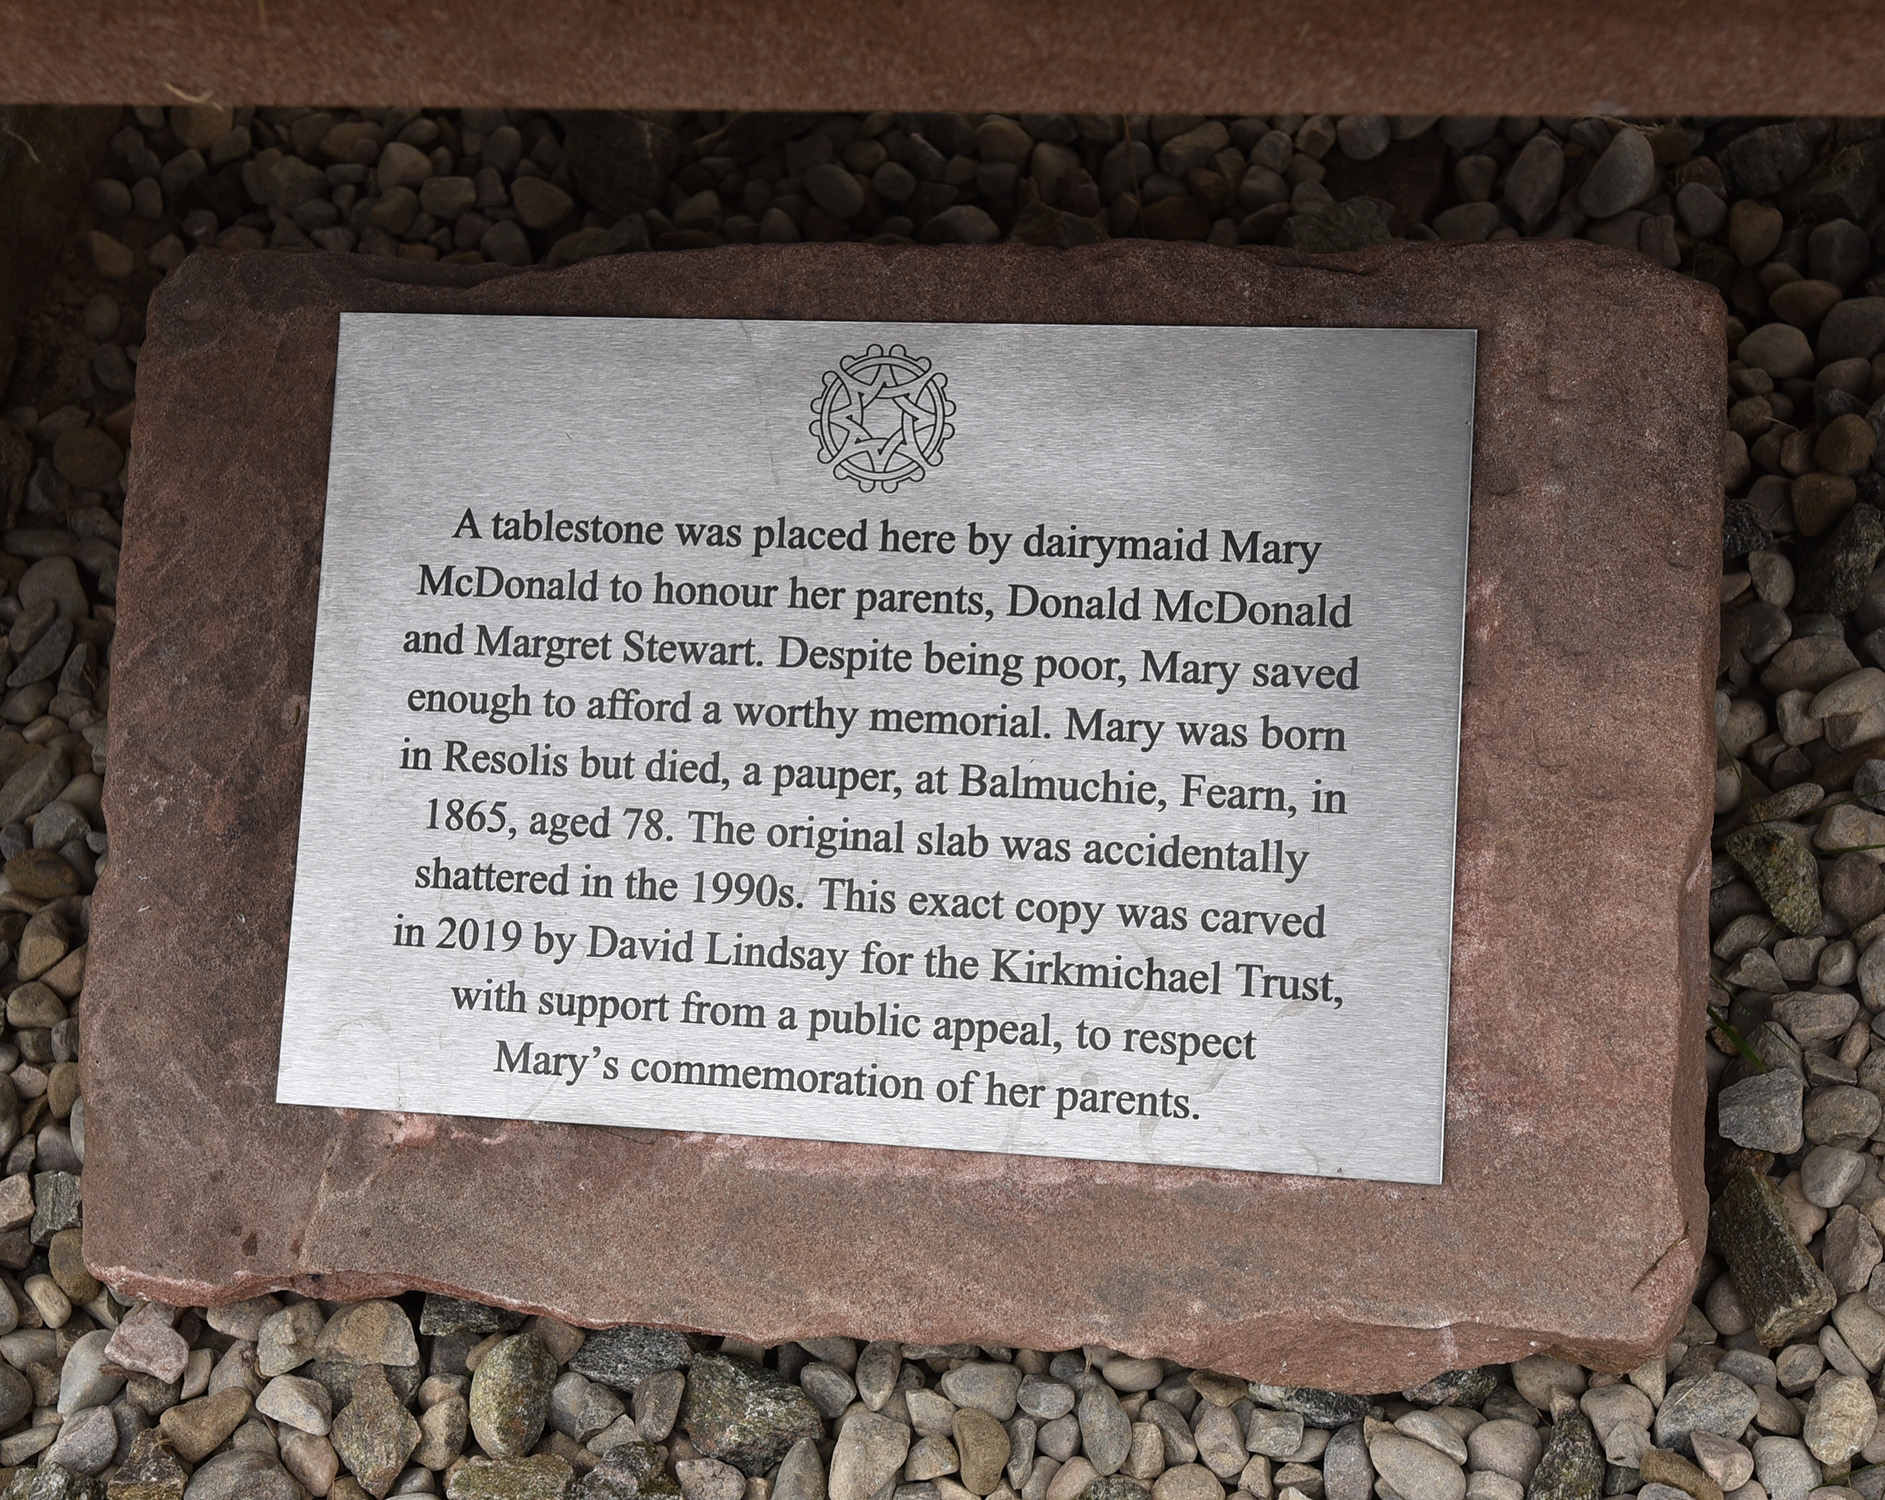 A tablestone was placed here by dairymaid Mary
McDonald to honour her parents, Donald McDonald
and Margret Stewart. Despite being poor, Mary saved
enough to afford a worthy memorial. Mary was born
in Resolis but died, a pauper, at Balmuchie, Fearn, in
1865, aged 78. The original slab was accidentally
shattered in the 1990s. This exact copy was carved
in 2019 by David Lindsay for the Kirkmichael Trust,
with support from a public appeal, to respect
Mary’s commemoration of her parents.